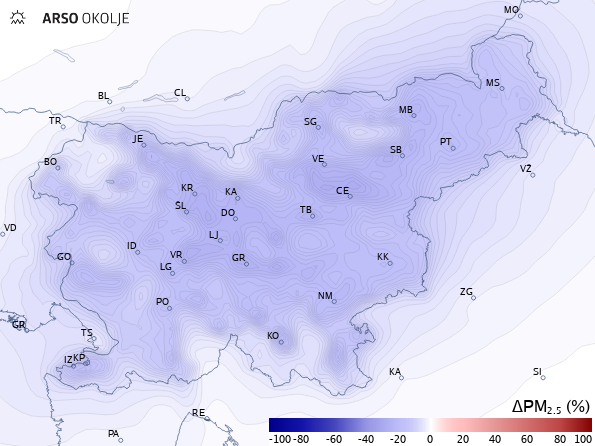 ARSO OKOLJE
MO
MS
BL
CL
MB
TR
SG
JE
PT
SB
BO
VE
VŽ
KR
KA
CE
ŠL
DO
TB
VD
LJ
ID
GO
VR
GR
KK
LG
ZG
NM
PO
GR
TS
KO
IZ KP
KA
SI
RE
PA
ΔPM2.5 (%)
-100 -80 -60 -40 -20 0 20 40 60 80 100